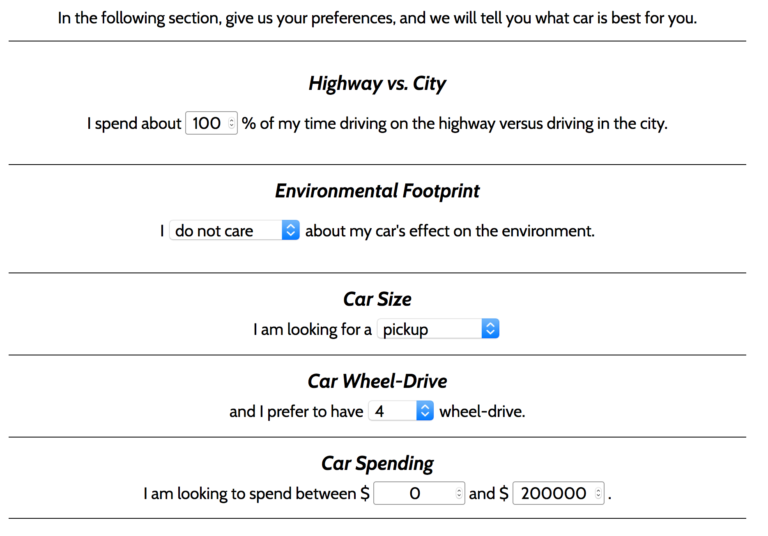 In the following section, give us your preferences, and we will tell you what car is best for you.
Highway vs. City
I spend about 100 % of my time driving on the highway versus driving in the city.
Environmental Footprint
I do not care about my car's effect on the environment.
Car Size
I am looking for a pickup
Car Wheel-Drive
and I prefer to have 4 wheel-drive.
Car Spending
I am looking to spend between $ 0 and $ 200000 .